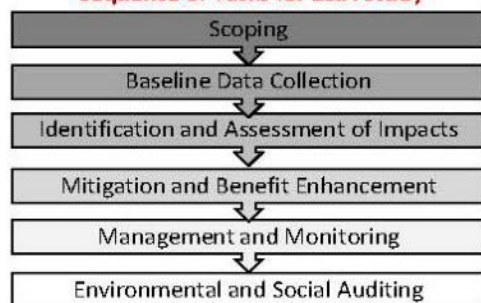 Scoping
Baseline Data Collection
Identification and Assessment of Impacts
Mitigation and Benefit Enhancement
Management and Monitoring
Environmental and Social Auditing